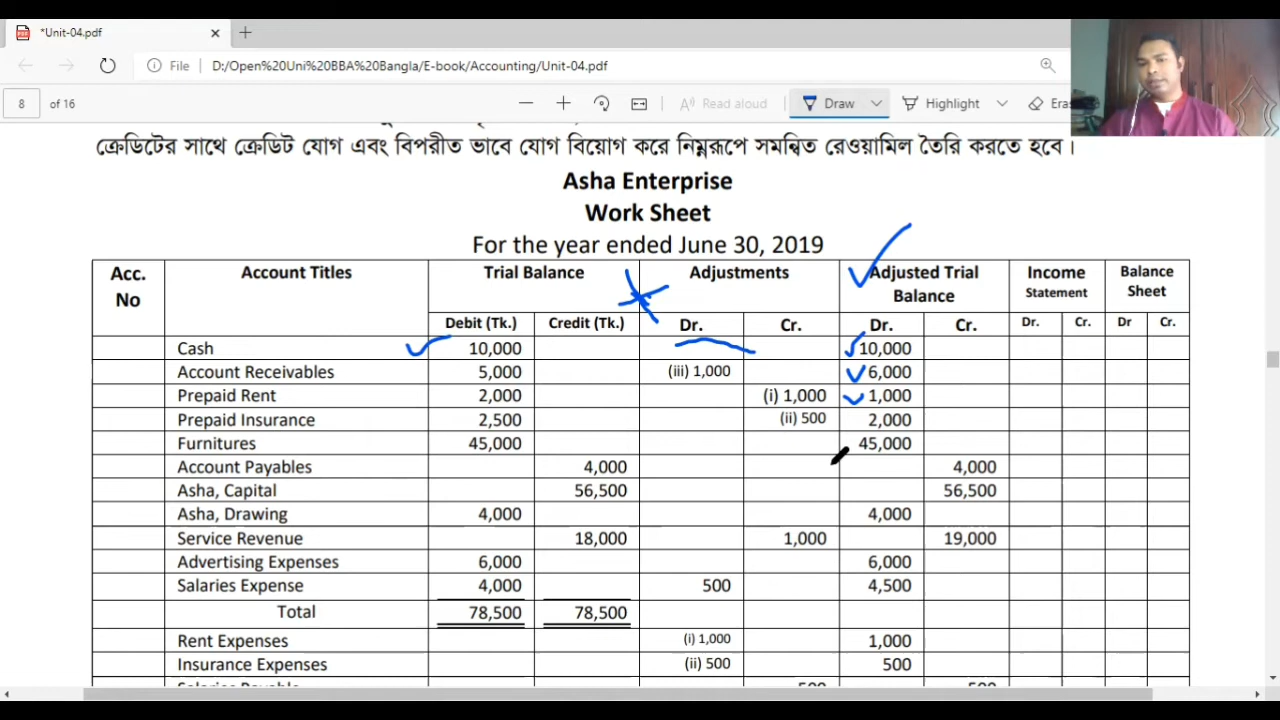 *Unit-04.pdf
File | D:/Open%20Uni%20BBA%20Bangla/E-book/Accounting/Unit-04.pdf
8 of 16 Read aloud Draw Highlight
ক্রেডিটের সাথে ক্রেডিট যোগ এবং বিপরীত ভাবে যোগ বিয়োগ করে নিম্নরূপে সমন্বিত রেওয়ামিল তৈরি করতে হবে।
Asha Enterprise
Work Sheet
For the year ended June 30, 2019
Acc. No Account Titles Trial Balance Adjustments Adjusted Trial Balance Income Statement Balance Sheet
Debit (Tk.) Credit (Tk.) Dr. Cr. Dr. Cr. Dr. Cr. Dr Cr.
Cash 10,000 10,000
Account Receivables 5,000 (iii) 1,000 6,000
Prepaid Rent 2,000 (i) 1,000 1,000
Prepaid Insurance 2,500 (ii) 500 2,000
Furnitures 45,000 45,000
Account Payables 4,000 4,000
Asha, Capital 56,500 56,500
Asha, Drawing 4,000 4,000
Service Revenue 18,000 1,000 19,000
Advertising Expenses 6,000 6,000
Salaries Expense 4,000 500 4,500
Total 78,500 78,500
Rent Expenses (i) 1,000 1,000
Insurance Expenses (ii) 500 500